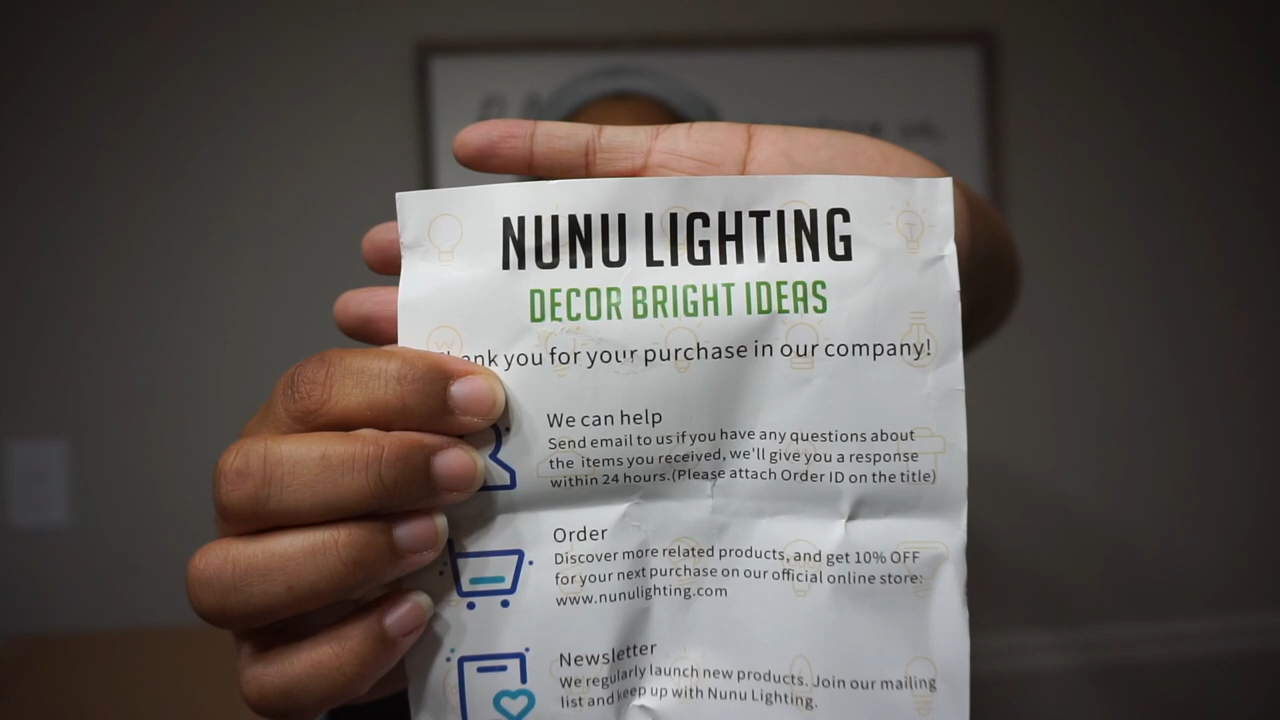 NUNU LIGHTING
DECOR BRIGHT IDEAS
you for your purchase in our company!
We can help
Send email to us if you have any questions about
the items you received, we'll give you a response
within 24 hours.(Please attach Order ID on the title)
Order
Discover more related products, and get 10% OFF
for your next purchase on our official online store:
www.nunulighting.com
Newsletter
We regularly launch new products. Join our mailing
list and keep up with Nunu Lighting.